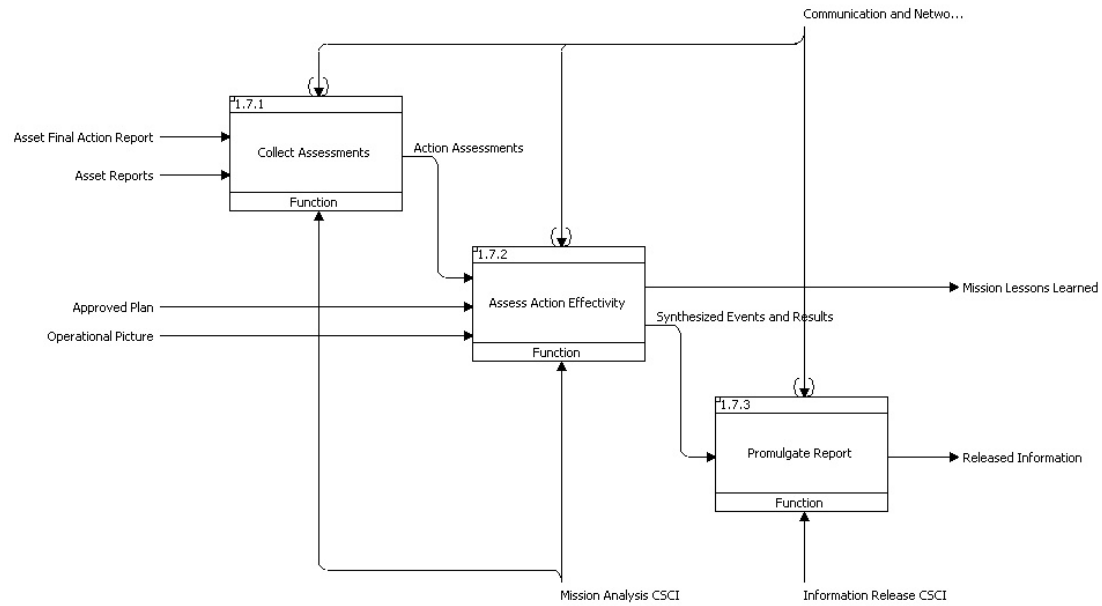 Communication and Netwo...
1.7.1
Asset Final Action Report
Collect Assessments
Action Assessments
Asset Reports
Function
1.7.2
Approved Plan
Assess Action Effectivity
Mission Lessons Learned
Operational Picture
Synthesized Events and Results
Function
1.7.3
Promulgate Report
Released Information
Function
Mission Analysis CSCI
Information Release CSCI